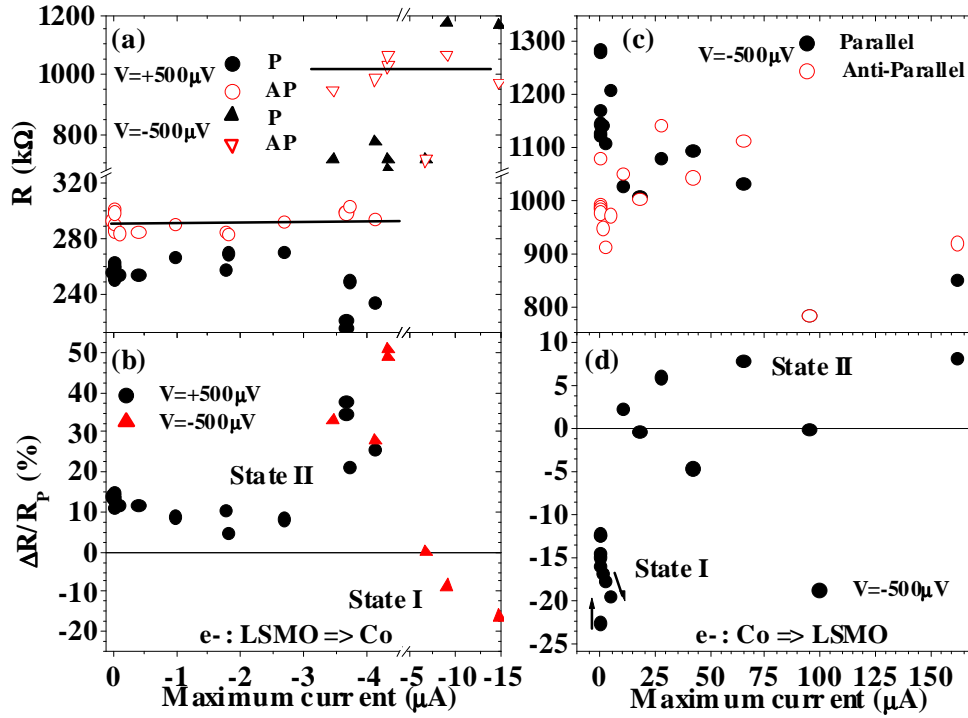 (a)
P
V=+500μV
AP
P
V=-500μV
AP
1200
1000
800
320
280
240
R (kΩ)
(b)
V=+500μV
V=-500μV
State II
State I
e- : LSMO => Co
50
40
30
20
10
0
-10
-20
ΔR/R_P (%)
0
-1
-2
-3
-4
-5
-10
-15
Maximum current (μA)
(c)
Parallel
V=-500μV
Anti-Parallel
1300
1200
1100
1000
900
800
(d)
State II
State I
V=-500μV
e- : Co => LSMO
10
5
0
-5
-10
-15
-20
-25
0
25
50
75
100
125
150
Maximum current (μA)